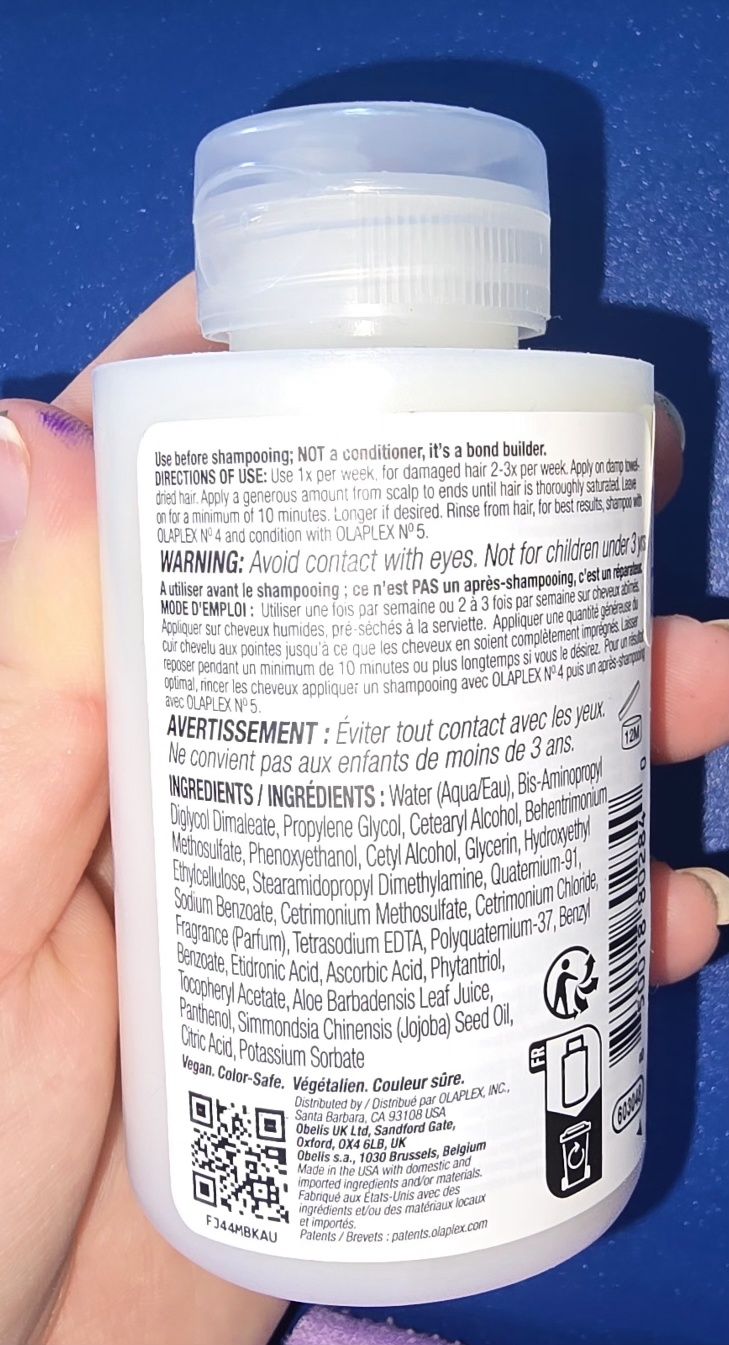 Use before shampooing; NOT a conditioner, it's a bond builder.
DIRECTIONS OF USE: Use 1x per week, for damaged hair 2-3x per week. Apply on damp towel-
dried hair. Apply a generous amount from scalp to ends until hair is thoroughly saturated. Leave
on for a minimum of 10 minutes. Longer if desired. Rinse from hair, for best results, shampoo with
OLAPLEX Nº 4 and condition with OLAPLEX Nº 5.
WARNING: Avoid contact with eyes. Not for children under 3 yrs
A utiliser avant le shampooing ; ce n'est PAS un après-shampooing, c'est un réparateur.
MODE D'EMPLOI : Utiliser une fois par semaine ou 2 à 3 fois par semaine sur cheveux abîmés.
Appliquer sur cheveux humides, pré-séchés à la serviette. Appliquer une quantité généreuse du
cuir chevelu aux pointes jusqu'à ce que les cheveux en soient complètement imprégnés. Laisser
reposer pendant un minimum de 10 minutes ou plus longtemps si vous le désirez. Pour un résultat
optimal, rincer les cheveux appliquer un shampooing avec OLAPLEX Nº 4 puis un après-shampooing
avec OLAPLEX Nº 5.
AVERTISSEMENT : Éviter tout contact avec les yeux.
Ne convient pas aux enfants de moins de 3 ans.
12M
INGREDIENTS / INGRÉDIENTS : Water (Aqua/Eau), Bis-Aminopropyl
Diglycol Dimaleate, Propylene Glycol, Cetearyl Alcohol, Behentrimonium
Methosulfate, Phenoxyethanol, Cetyl Alcohol, Glycerin, Hydroxyethyl
Ethylcellulose, Stearamidopropyl Dimethylamine, Quaternium-91,
Sodium Benzoate, Cetrimonium Methosulfate, Cetrimonium Chloride,
Fragrance (Parfum), Tetrasodium EDTA, Polyquaternium-37, Benzyl
Benzoate, Etidronic Acid, Ascorbic Acid, Phytantriol,
Tocopheryl Acetate, Aloe Barbadensis Leaf Juice,
Panthenol, Simmondsia Chinensis (Jojoba) Seed Oil,
Citric Acid, Potassium Sorbate
Vegan. Color-Safe. Végétalien. Couleur sûre.
Distributed by / Distribué par OLAPLEX, INC.,
Santa Barbara, CA 93108 USA
Obelis UK Ltd, Sandford Gate,
Oxford, OX4 6LB, UK
Obelis s.a., 1030 Brussels, Belgium
Made in the USA with domestic and
imported ingredients and/or materials.
Fabriqué aux États-Unis avec des
ingrédients et/ou des matériaux locaux
et importés.
Patents / Brevets : patents.olaplex.com
FJ44MBKAU
FR